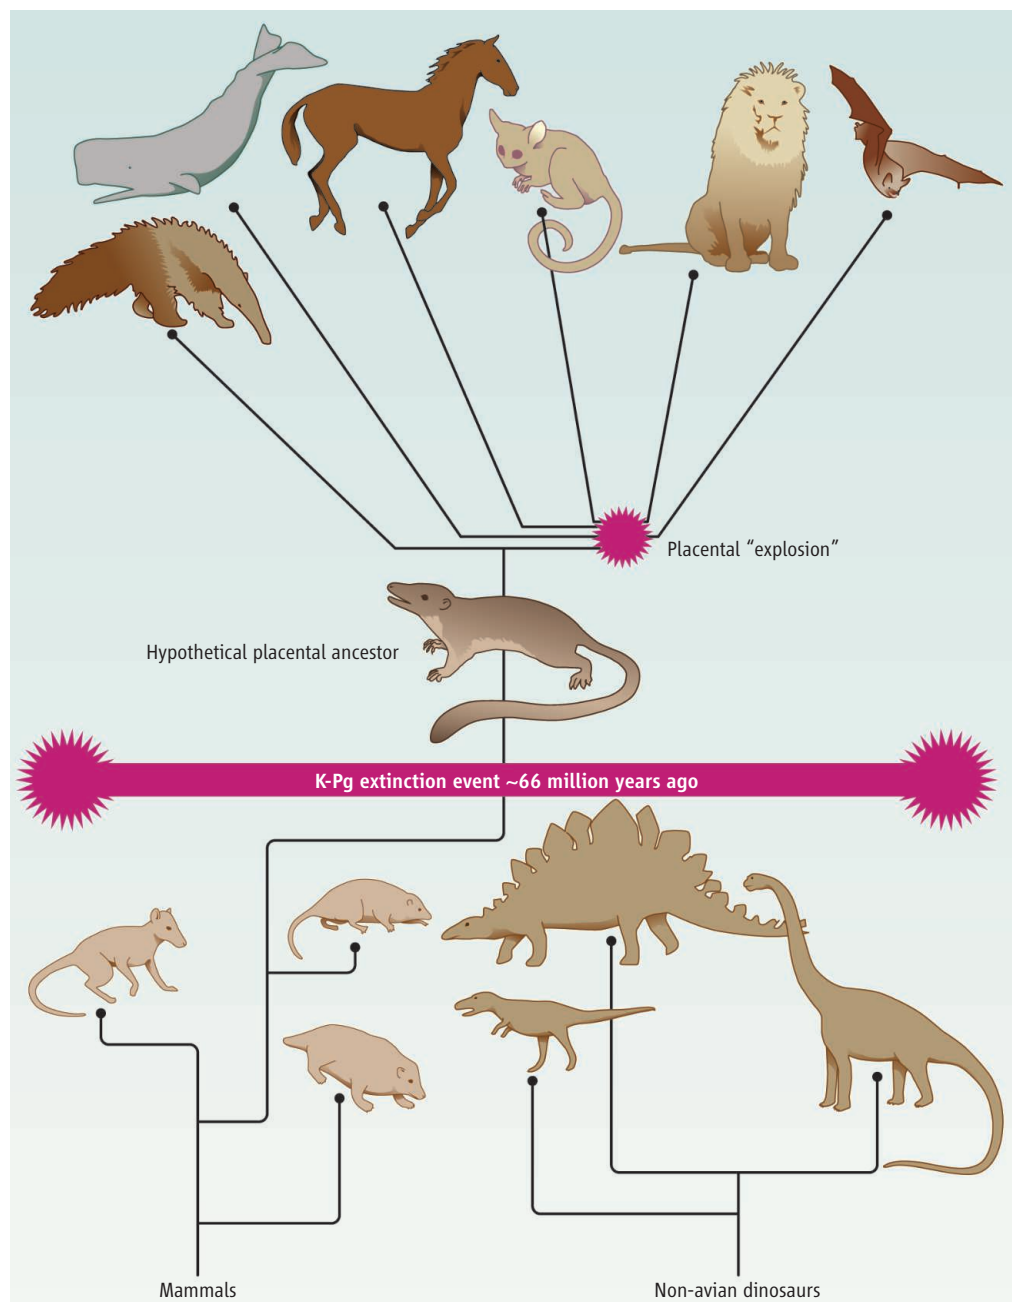 Placental “explosion”
Hypothetical placental ancestor
K-Pg extinction event ~66 million years ago
Mammals
Non-avian dinosaurs